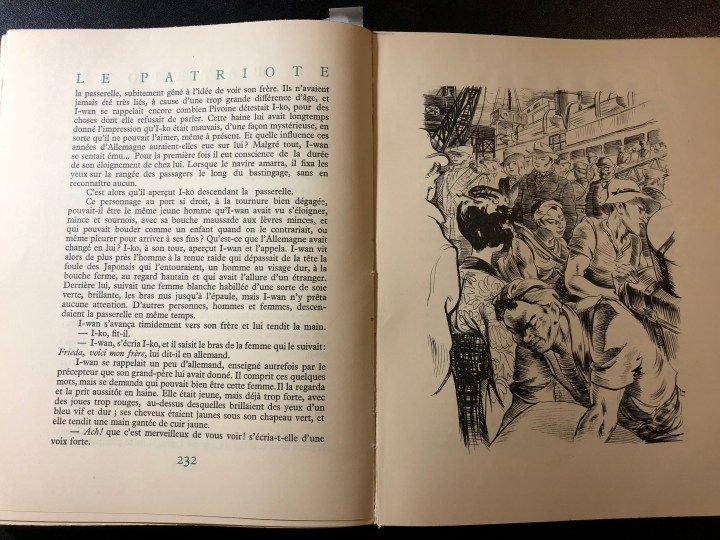 LE PATRIOTE
la passerelle, subitement gêné à l'idée de voir son frère. Ils n'avaient
jamais été très liés, à cause d'une trop grande différence d'âge, et
I-wan se rappelait encore combien Pivoine détestait I-ko, pour des
choses dont elle refusait de parler. Cette haine lui avait longtemps
donné l'impression qu'I-ko était mauvais, d'une façon mystérieuse, en
sorte qu'il ne pouvait l'aimer, même à présent. Et quelle influence ces
années d'Allemagne auraient-elles eue sur lui? Malgré tout, I-wan
se sentait ému... Pour la première fois il eut conscience de la durée
de son éloignement de chez lui. Lorsque le navire amarra, il fixa les
yeux sur la rangée des passagers le long du bastingage, sans en
reconnaître aucun.
C'est alors qu'il aperçut I-ko descendant la passerelle.
Ce personnage au port si droit, à la tournure bien dégagée,
pouvait-il être le même jeune homme qu'I-wan avait vu s'éloigner,
mince et sournois, avec sa bouche maussade aux lèvres minces, et
qui pouvait bouder comme un enfant quand on le contrariait, ou
même pleurer pour arriver à ses fins? Qu'est-ce que l'Allemagne avait
changé en lui? I-ko, à son tour, aperçut I-wan et l'appela. I-wan vit
alors de plus près l'homme à la tenue raide qui dépassait de la tête la
foule des Japonais qui l'entouraient, un homme au visage dur, à la
bouche ferme, au regard hautain et qui avait l'allure d'un étranger.
Derrière lui, suivait une femme blanche habillée d'une sorte de soie
verte, brillante, les bras nus jusqu'à l'épaule, mais I-wan n'y prêta
aucune attention. D'autres personnes, hommes et femmes, descen-
daient la passerelle en même temps.
I-wan s'avança timidement vers son frère et lui tendit la main.
— I-ko, fit-il.
— I-wan, s'écria I-ko, et il saisit le bras de la femme qui le suivait:
Frieda, voici mon frère, lui dit-il en allemand.
I-wan se rappelait un peu d'allemand, enseigné autrefois par le
précepteur que son grand-père lui avait donné. Il comprit ces quelques
mots, mais se demanda qui pouvait bien être cette femme. Il la regarda
et la prit aussitôt en haine. Elle était jeune, mais déjà trop forte, avec
des joues trop rouges, au-dessus desquelles brillaient des yeux d'un
bleu vif et dur; ses cheveux étaient jaunes sous son chapeau vert, et
elle tendit une main gantée de cuir jaune.
— Ach! que c'est merveilleux de vous voir! s'écria-t-elle d'une
voix forte.
232